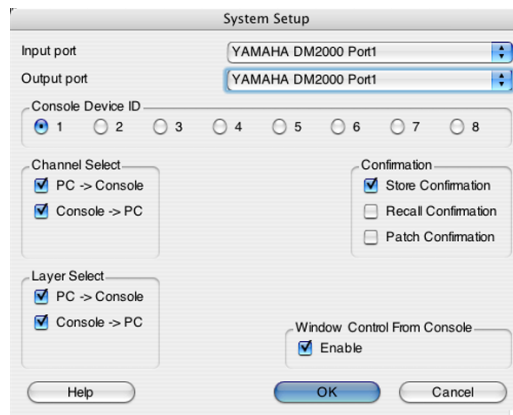 System Setup
Input port YAMAHA DM2000 Port1
Output port YAMAHA DM2000 Port1
Console Device ID
1 2 3 4 5 6 7 8
Channel Select
PC -> Console
Console -> PC
Confirmation
Store Confirmation
Recall Confirmation
Patch Confirmation
Layer Select
PC -> Console
Console -> PC
Window Control From Console
Enable
Help OK Cancel